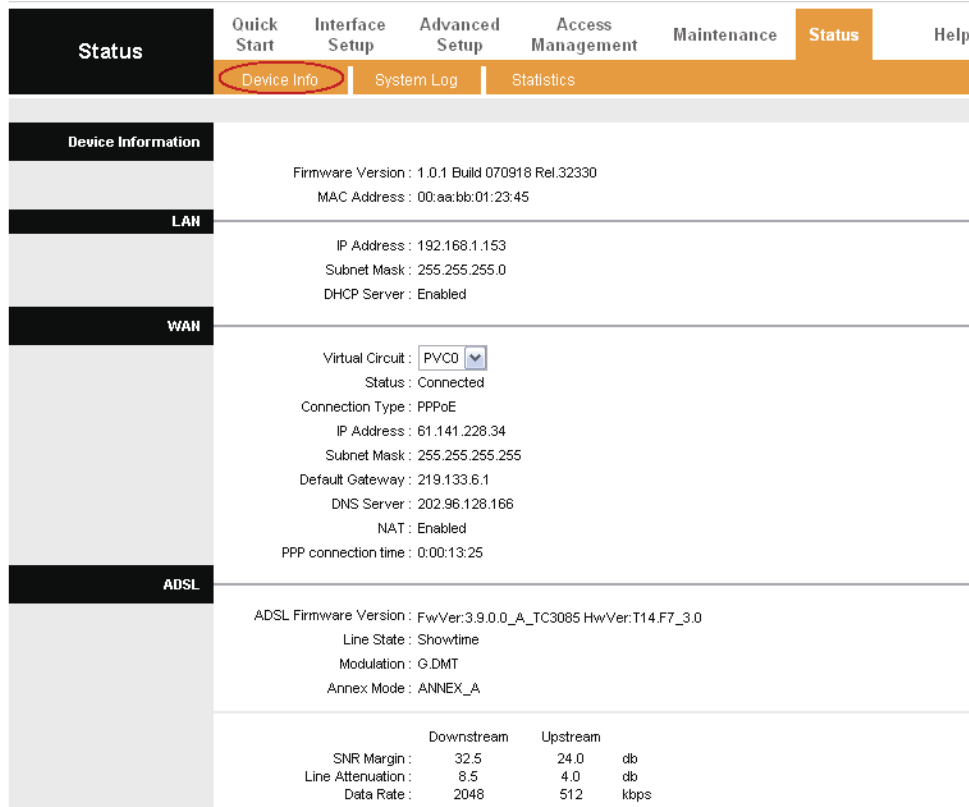 Status
Quick Start
Interface Setup
Advanced Setup
Access Management
Maintenance
Status
Help
Device Info
System Log
Statistics
Device Information
Firmware Version : 1.0.1 Build 070918 Rel.32330
MAC Address : 00:aa:bb:01:23:45
LAN
IP Address : 192.168.1.153
Subnet Mask : 255.255.255.0
DHCP Server : Enabled
WAN
Virtual Circuit : PVC0
Status : Connected
Connection Type : PPPoE
IP Address : 61.141.228.34
Subnet Mask : 255.255.255.255
Default Gateway : 219.133.6.1
DNS Server : 202.96.128.166
NAT : Enabled
PPP connection time : 0:00:13:25
ADSL
ADSL Firmware Version : FwVer:3.9.0.0_A_TC3085 HwVer:T14.F7_3.0
Line State : Showtime
Modulation : G.DMT
Annex Mode : ANNEX_A
Downstream Upstream
SNR Margin : 32.5 24.0 db
Line Attenuation : 8.5 4.0 db
Data Rate : 2048 512 kbps